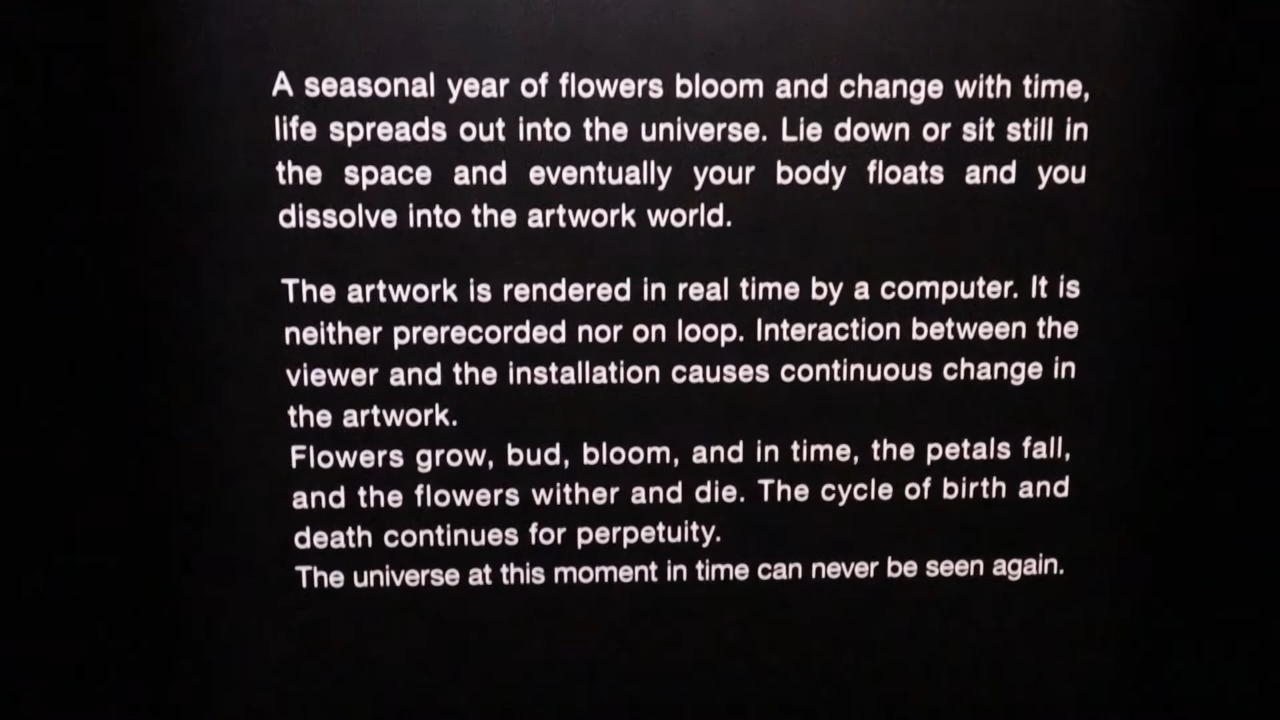 A seasonal year of flowers bloom and change with time,
life spreads out into the universe. Lie down or sit still in
the space and eventually your body floats and you
dissolve into the artwork world.
The artwork is rendered in real time by a computer. It is
neither prerecorded nor on loop. Interaction between the
viewer and the installation causes continuous change in
the artwork.
Flowers grow, bud, bloom, and in time, the petals fall,
and the flowers wither and die. The cycle of birth and
death continues for perpetuity.
The universe at this moment in time can never be seen again.